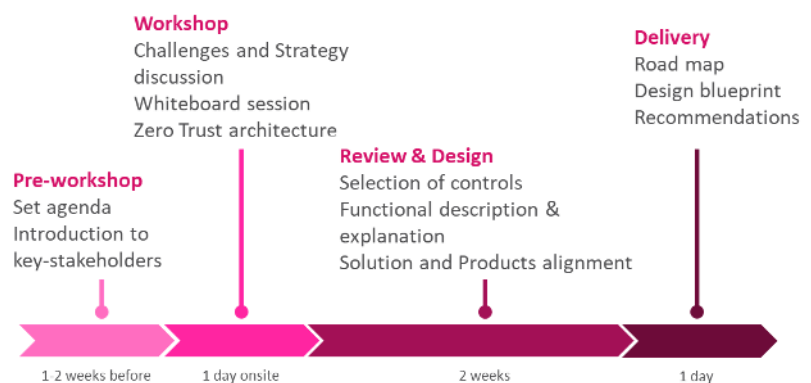 Pre-workshop
Set agenda
Introduction to
key-stakeholders
Workshop
Challenges and Strategy
discussion
Whiteboard session
Zero Trust architecture
Review & Design
Selection of controls
Functional description &
explanation
Solution and Products alignment
Delivery
Road map
Design blueprint
Recommendations
1-2 weeks before
1 day onsite
2 weeks
1 day